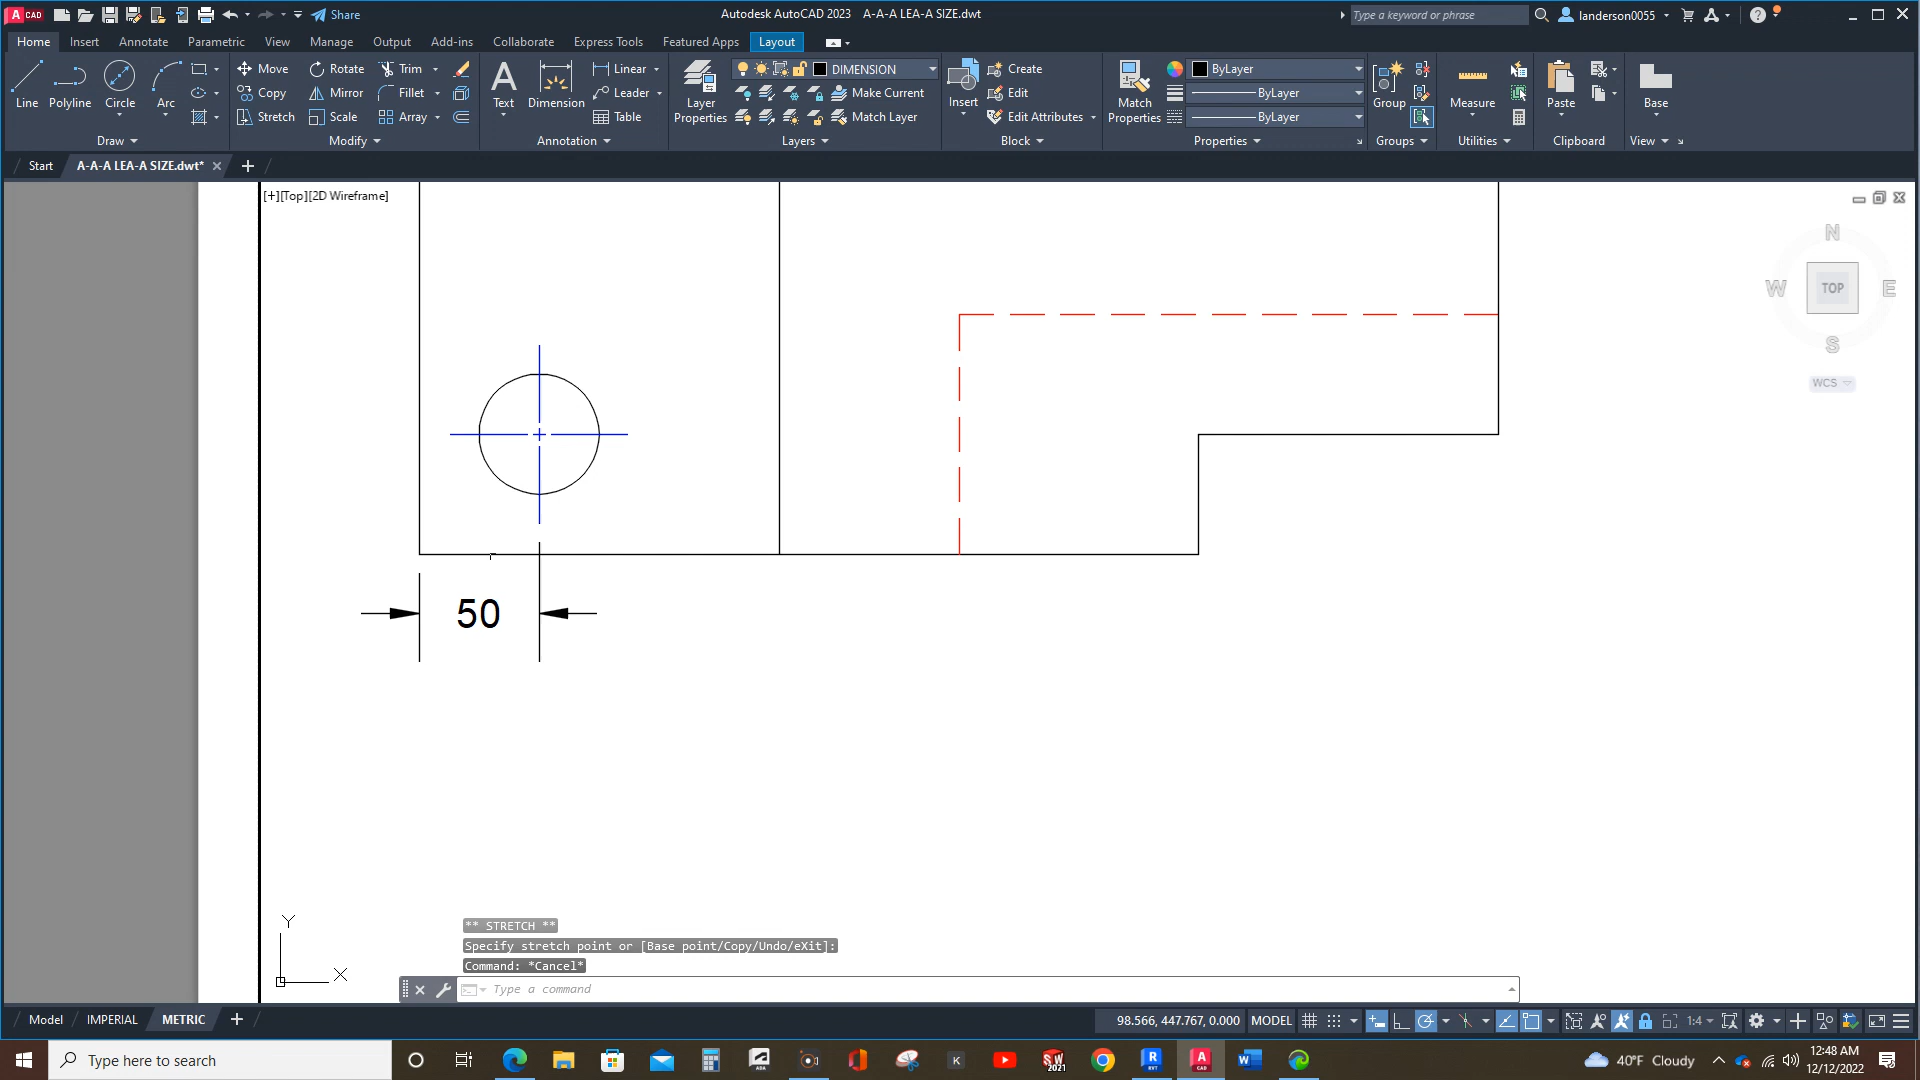 A CAD
Share
Autodesk AutoCAD 2023 A-A-A LEA-A SIZE.dwt
Type a keyword or phrase
landerson0055
Home Insert Annotate Parametric View Manage Output Add-ins Collaborate Express Tools Featured Apps Layout
Line Polyline Circle Arc
Draw
Move Rotate Trim
Copy Mirror Fillet
Stretch Scale Array
Modify
Text Dimension
Linear
Leader
Table
Annotation
Layer Properties
DIMENSION
Make Current
Match Layer
Layers
Insert
Create
Edit
Edit Attributes
Block
Match Properties
ByLayer
ByLayer
ByLayer
Properties
Group
Groups
Measure
Utilities
Paste
Clipboard
Base
View
Start A-A-A LEA-A SIZE.dwt*
[+][Top][2D Wireframe]
N
W TOP E
S
WCS
50
Y
X
** STRETCH **
Specify stretch point or [Base point/Copy/Undo/eXit]:
Command: *Cancel*
Type a command
Model IMPERIAL METRIC
98.566, 447.767, 0.000 MODEL
1:4
Type here to search
40°F Cloudy
12:48 AM
12/12/2022